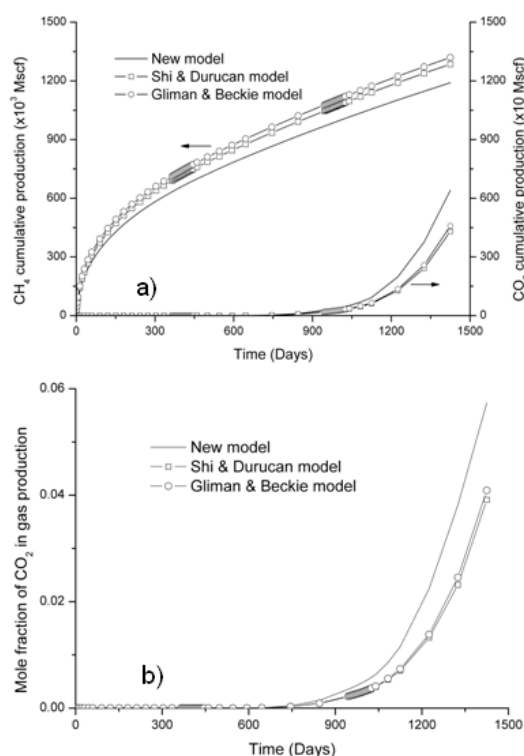 1500
1200
900
600
300
0
1500
1200
900
600
300
0
0
300
600
900
1200
1500
CH4 cumulative production (x10³ Mscf)
CO2 cumulative production (x10 Mscf)
New model
Shi & Durucan model
Gliman & Beckie model
a)
Time (Days)
0.06
0.04
0.02
0.00
0
300
600
900
1200
1500
Mole fraction of CO2 in gas production
New model
Shi & Durucan model
Gliman & Beckie model
b)
Time (Days)